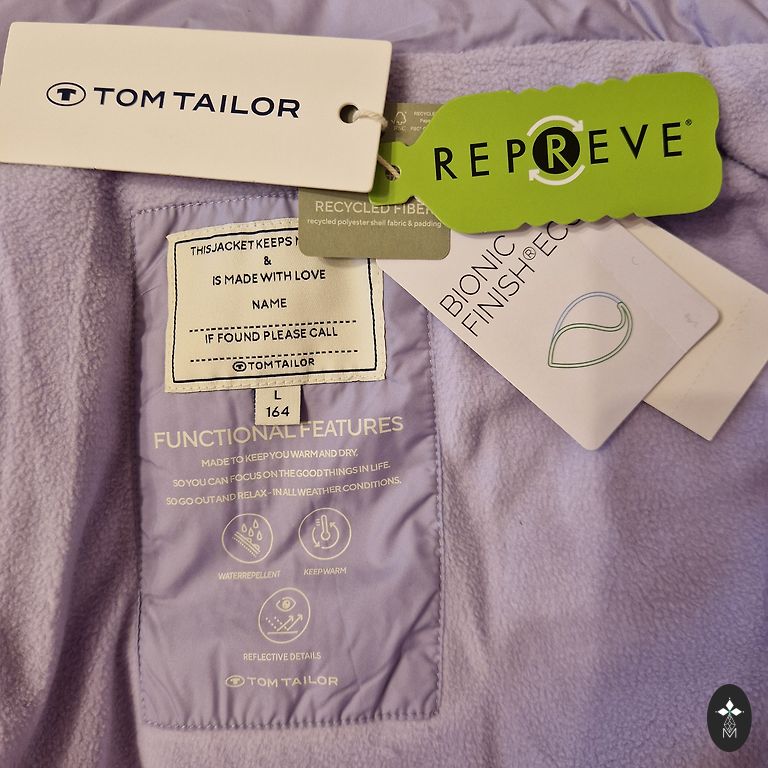 TOM TAILOR
REPREVE®
RECYCLED
FSC
RECYCLED FIBER
recycled polyester shell fabric & padding
BIONIC
FINISH®EC
THIS JACKET KEEPS
&
IS MADE WITH LOVE
NAME
IF FOUND PLEASE CALL
TOM TAILOR
L
164
FUNCTIONAL FEATURES
MADE TO KEEP YOU WARM AND DRY,
SO YOU CAN FOCUS ON THE GOOD THINGS IN LIFE.
SO GO OUT AND RELAX - IN ALL WEATHER CONDITIONS.
WATERREPELLENT
KEEP WARM
REFLECTIVE DETAILS
TOM TAILOR
M